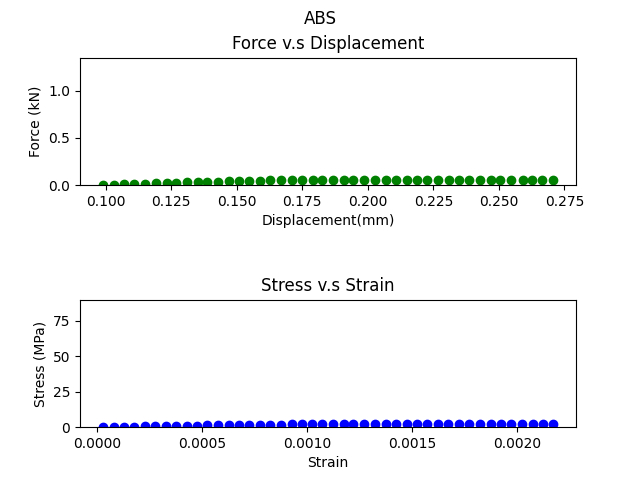 ABS
Force v.s Displacement
1.0
0.5
0.0
Force (kN)
0.100 0.125 0.150 0.175 0.200 0.225 0.250 0.275
Displacement(mm)
Stress v.s Strain
75
50
25
0
Stress (MPa)
0.0000 0.0005 0.0010 0.0015 0.0020
Strain